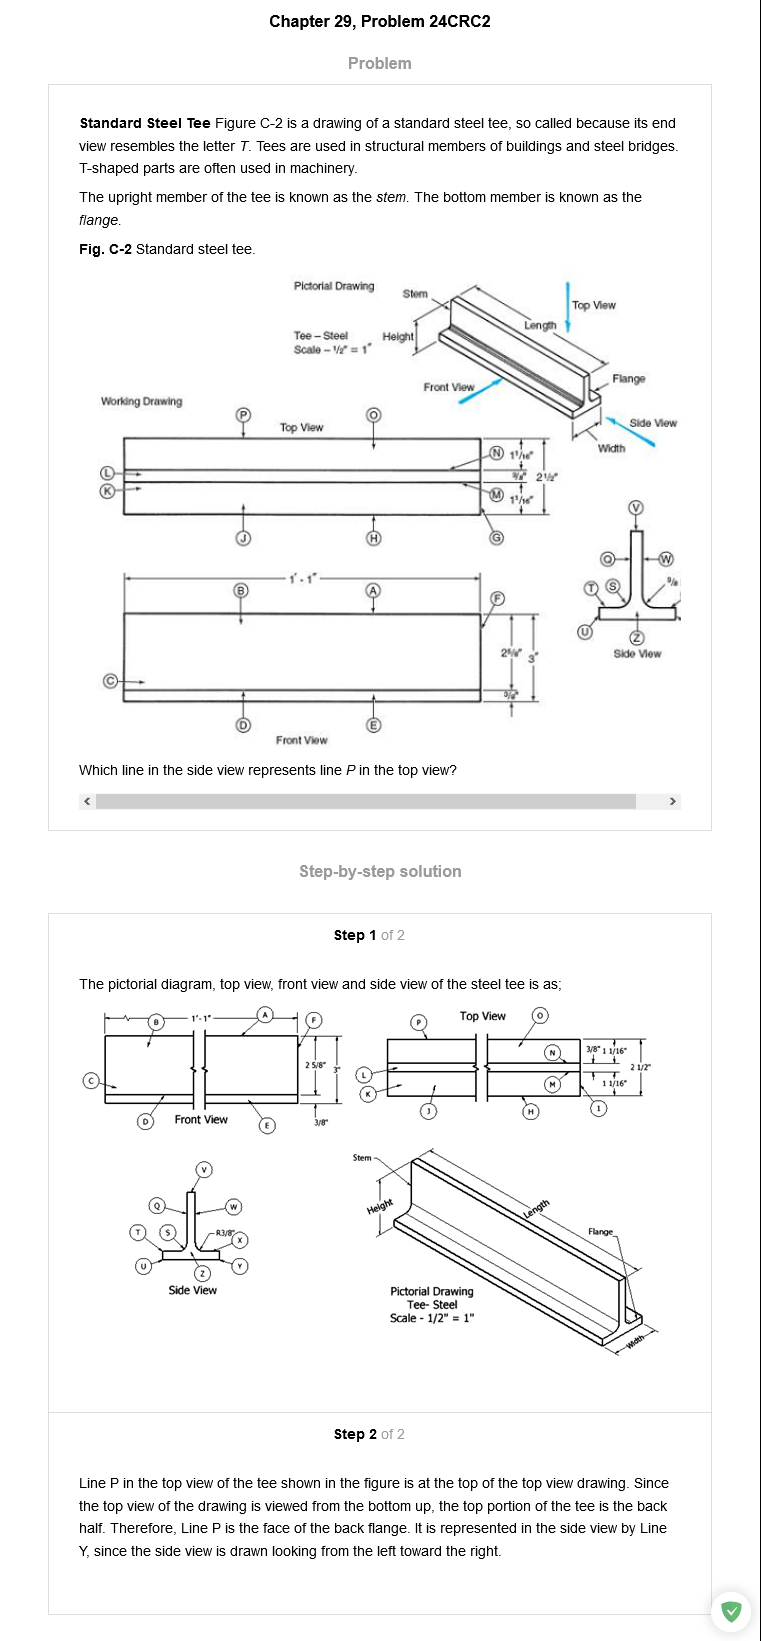 Chapter 29, Problem 24CRC2
Problem
Standard Steel Tee Figure C-2 is a drawing of a standard steel tee, so called because its end
view resembles the letter T. Tees are used in structural members of buildings and steel bridges.
T-shaped parts are often used in machinery.
The upright member of the tee is known as the stem. The bottom member is known as the
flange.
Fig. C-2 Standard steel tee.
Pictorial Drawing
Stem
Top View
Length
Tee – Steel
Scale – 1/2" = 1"
Height
Front View
Flange
Working Drawing
P
O
Top View
Side View
Width
N
1 1/16"
L
3/8"
2 1/2"
K
M
1 1/16"
V
J
H
G
Q
W
1' - 1"
B
A
F
T
S
3/8
U
Z
2 5/8"
3"
Side View
C
3/8"
D
E
Front View
Which line in the side view represents line P in the top view?
Step-by-step solution
Step 1 of 2
The pictorial diagram, top view, front view and side view of the steel tee is as;
B
1'-1"
A
F
P
Top View
O
N
3/8"
1 1/16"
2 5/8"
3"
2 1/2"
C
L
K
M
1 1/16"
D
Front View
E
3/8"
J
H
I
Stem
V
Height
Length
Q
W
T
S
R3/8"
X
Flange
U
Z
Y
Side View
Pictorial Drawing
Tee- Steel
Scale - 1/2" = 1"
Width
Step 2 of 2
Line P in the top view of the tee shown in the figure is at the top of the top view drawing. Since
the top view of the drawing is viewed from the bottom up, the top portion of the tee is the back
half. Therefore, Line P is the face of the back flange. It is represented in the side view by Line
Y, since the side view is drawn looking from the left toward the right.